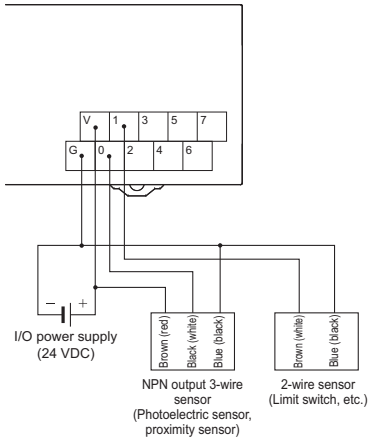 V 1 3 5 7
G 0 2 4 6
− +
I/O power supply
(24 VDC)
Brown (red)
Black (white)
Blue (black)
Brown (white)
Blue (black)
NPN output 3-wire
sensor
(Photoelectric sensor,
proximity sensor)
2-wire sensor
(Limit switch, etc.)